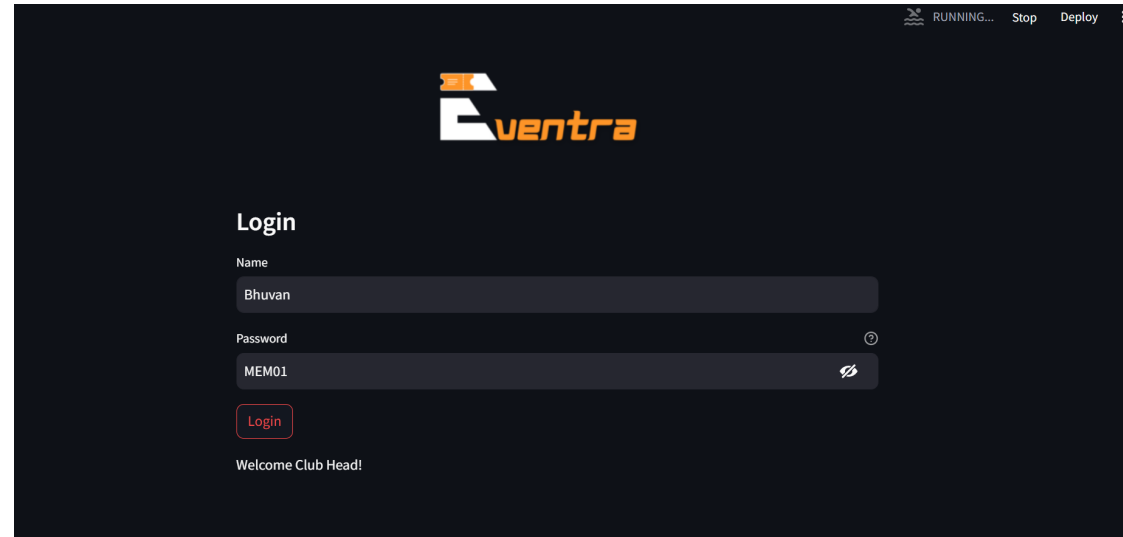 RUNNING... Stop Deploy
Eventra
Login
Name
Bhuvan
Password
MEM01
Login
Welcome Club Head!